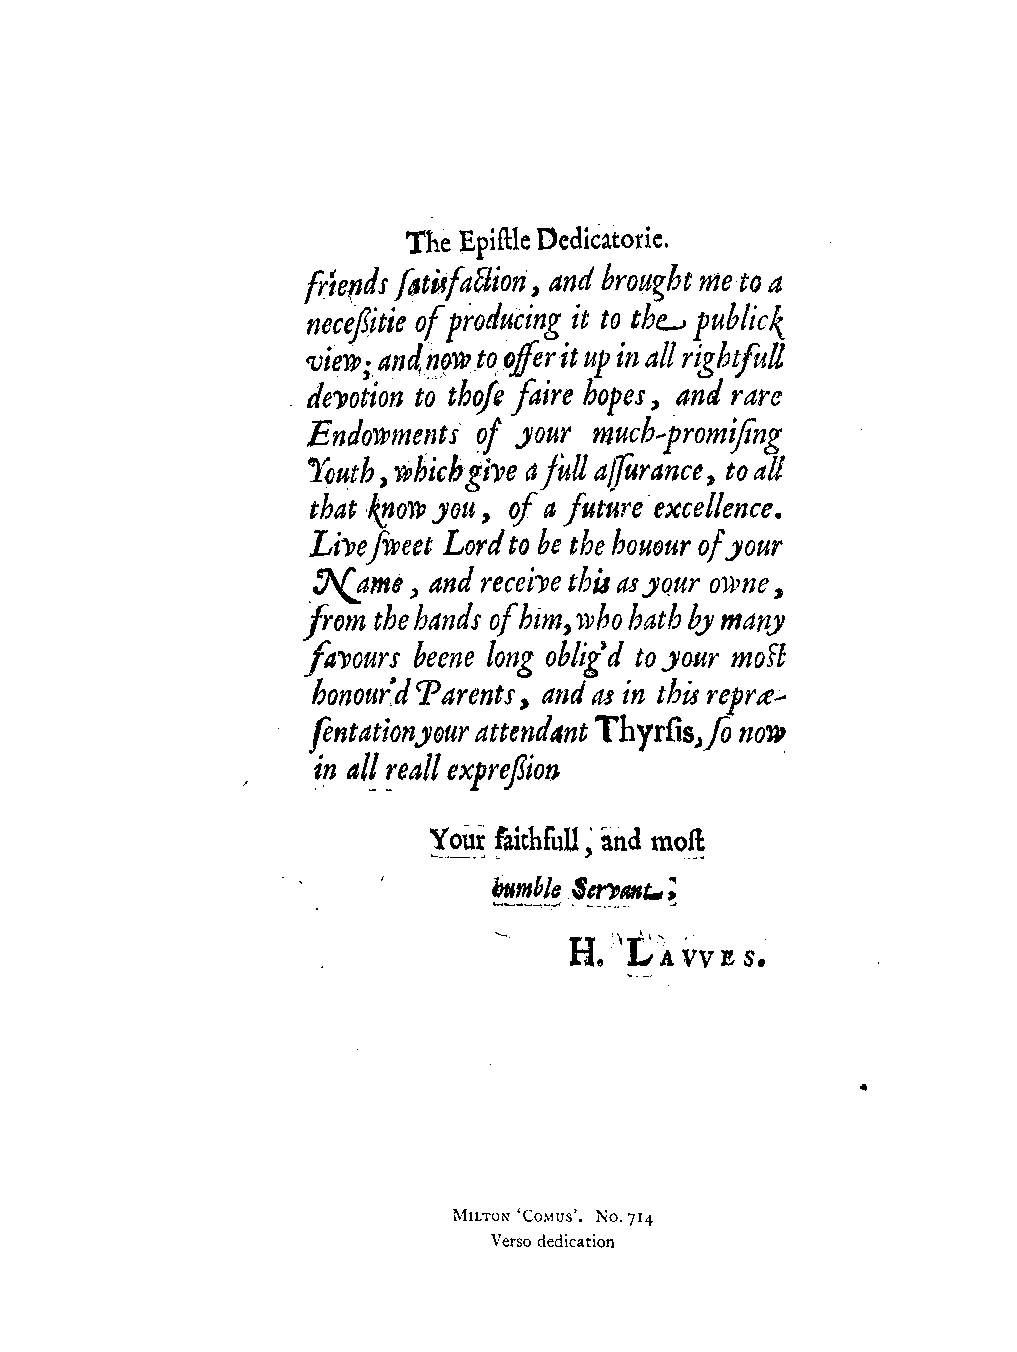 The Epiſtle Dedicatorie.
friends ſatisfaction, and brought me to a
neceſſitie of producing it to the publick
view; and now to offer it up in all rightfull
devotion to thoſe faire hopes, and rare
Endowments of your much-promiſing
Youth, which give a full aſſurance, to all
that know you, of a future excellence.
Live ſweet Lord to be the houour of your
Name, and receive this as your owne,
from the hands of him, who hath by many
favours beene long oblig'd to your moſt
honour'd Parents, and as in this repræ-
ſentation your attendant Thyrſis, ſo now
in all reall expreſſion
Your faithfull, and moſt
humble Servant,
H. LAVVES.
MILTON 'COMUS'. NO. 714
Verso dedication